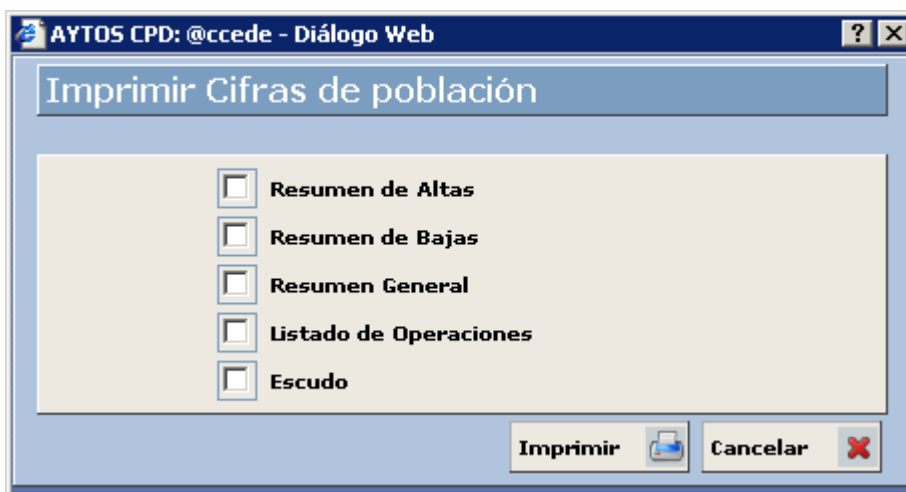 AYTOS CPD: @ccede - Diálogo Web
Imprimir Cifras de población
Resumen de Altas
Resumen de Bajas
Resumen General
Listado de Operaciones
Escudo
Imprimir Cancelar